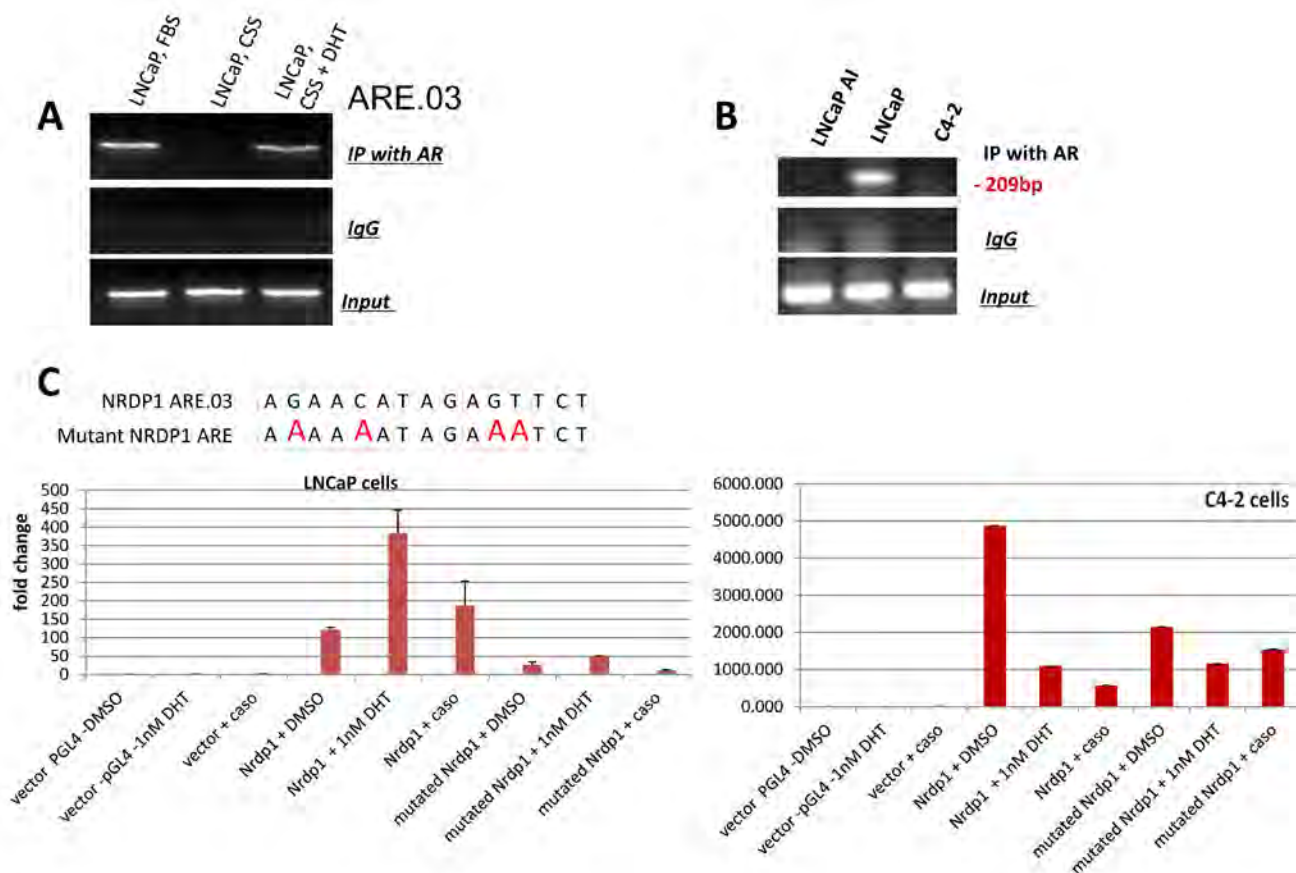 A
LNCaP, FBS
LNCaP, CSS
LNCaP,
CSS + DHT
ARE.03
IP with AR
IgG
Input
B
LNCaP AI
LNCaP
C4-2
IP with AR
- 209bp
IgG
Input
C
NRDP1 ARE.03 A G A A C A T A G A G T T C T
Mutant NRDP1 ARE A A A A A A T A G A A A T C T
LNCaP cells
fold change
500
450
400
350
300
250
200
150
100
50
0
vector PGL4 -DMSO
vector -pGL4 -1nM DHT
vector + caso
Nrdp1 + DMSO
Nrdp1 + 1nM DHT
Nrdp1 + caso
mutated Nrdp1 + DMSO
mutated Nrdp1 + 1nM DHT
mutated Nrdp1 + caso
C4-2 cells
6000.000
5000.000
4000.000
3000.000
2000.000
1000.000
0.000
vector PGL4 -DMSO
vector -pGL4 -1nM DHT
vector + caso
Nrdp1 + DMSO
Nrdp1 + 1nM DHT
Nrdp1 + caso
mutated Nrdp1 + DMSO
mutated Nrdp1 + 1nM DHT
mutated Nrdp1 + caso